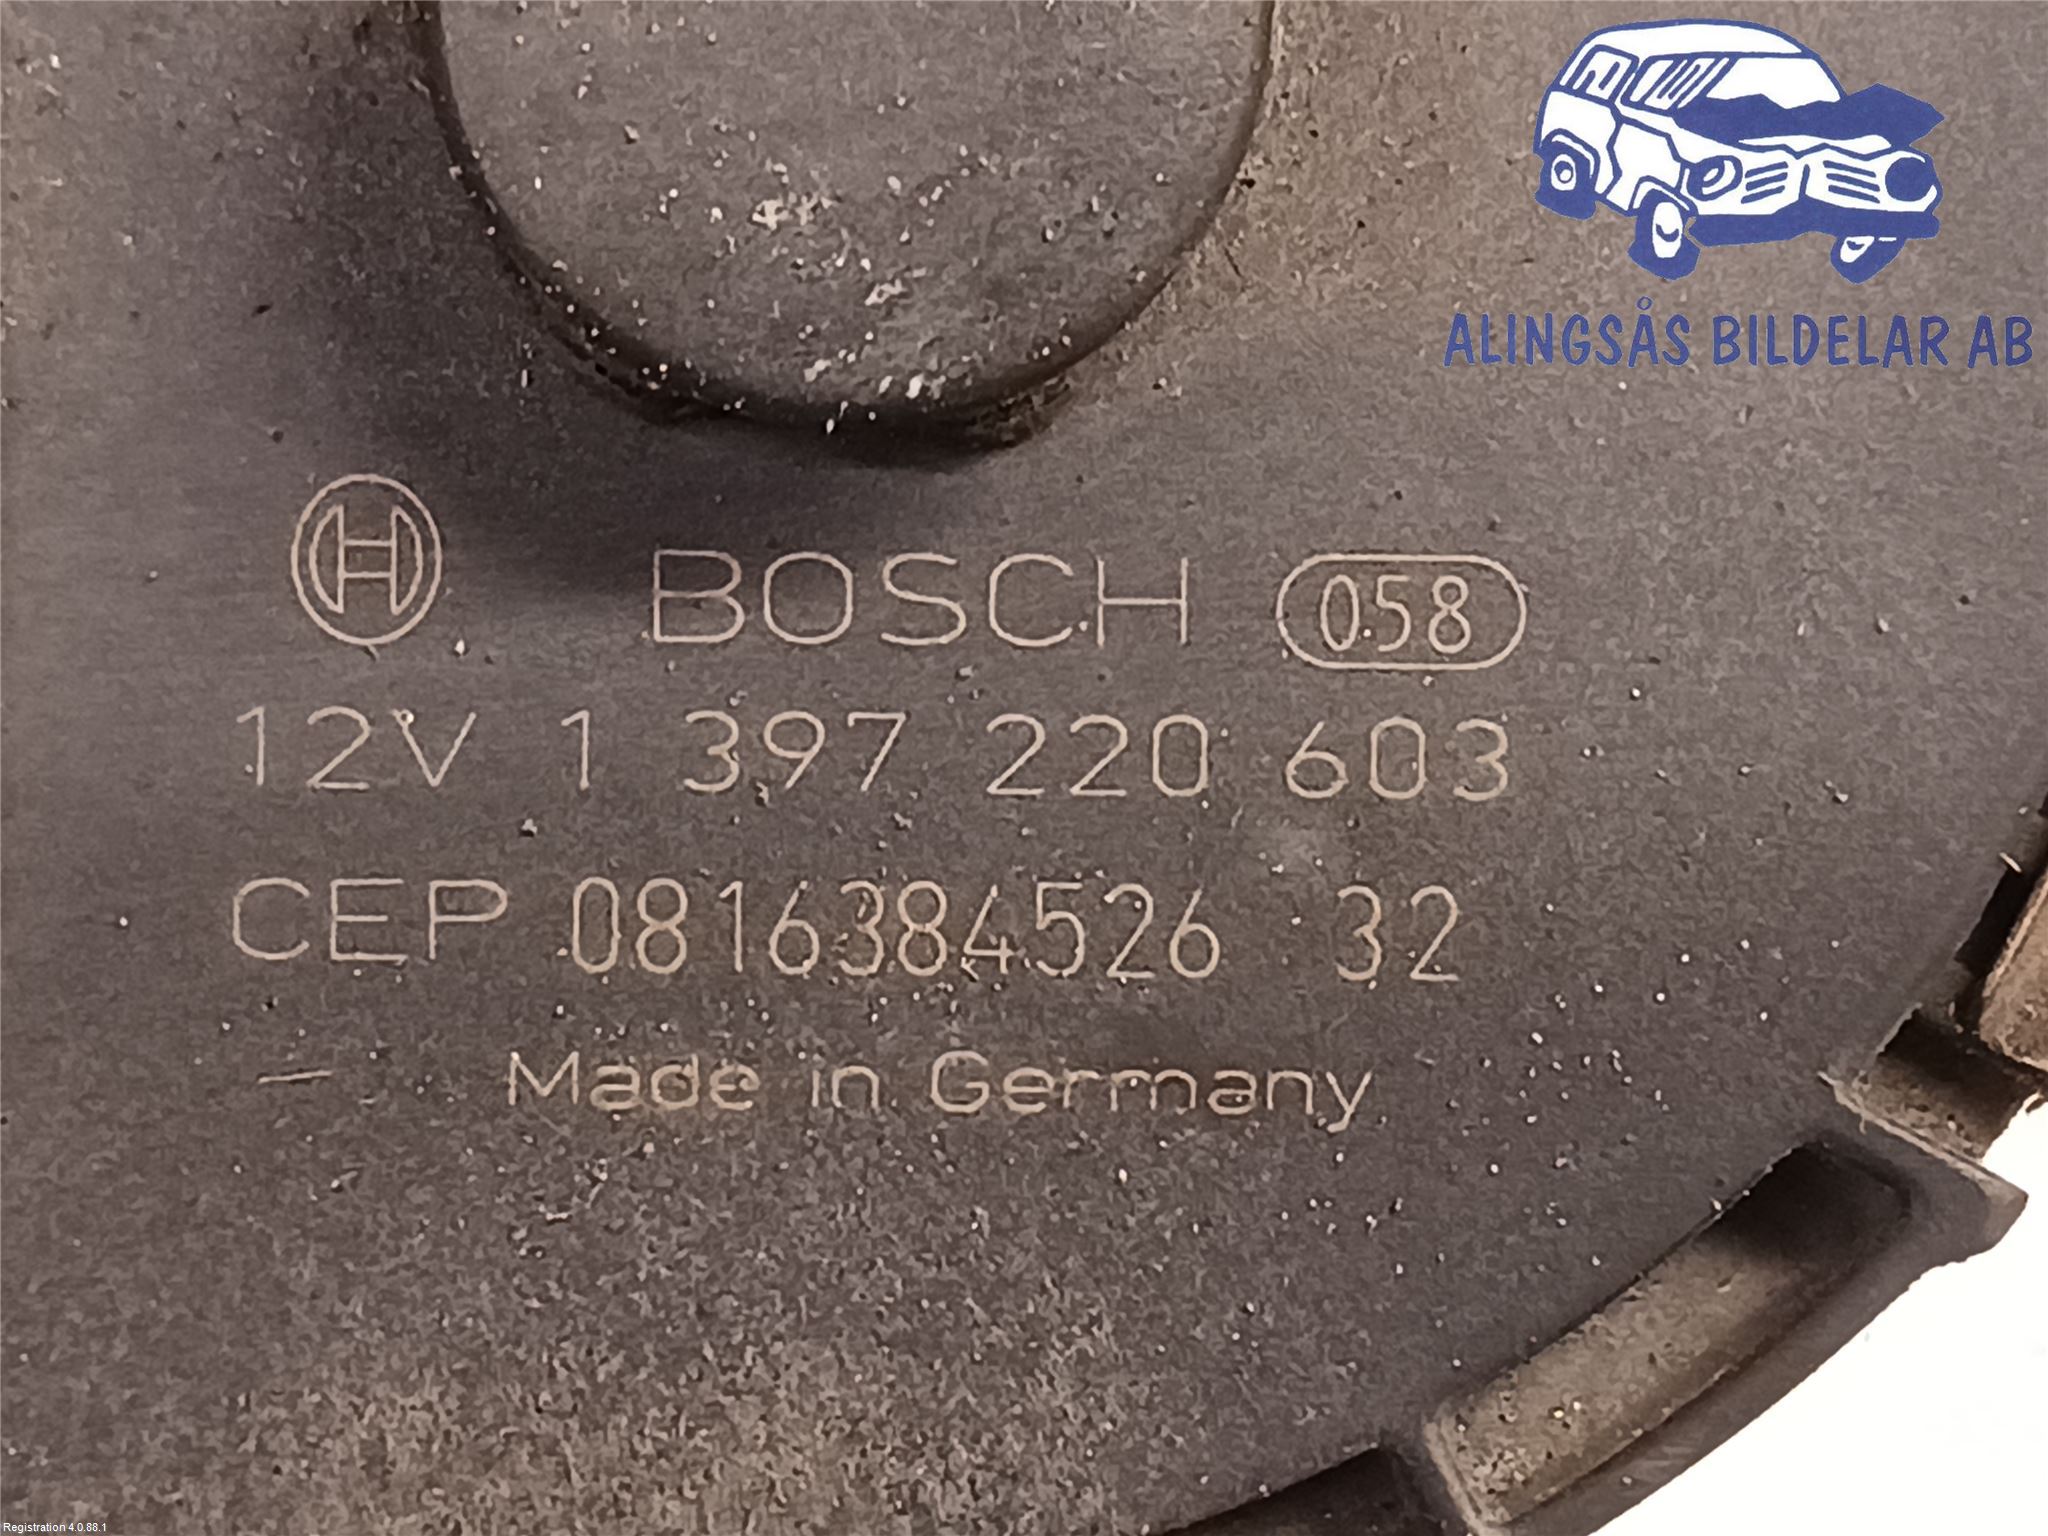 ALINGSÅS BILDELAR AB
BOSCH 058
12V 1 397 220 603
CEP 0816384526 32
– Made in Germany
Registration 4.0.88.1